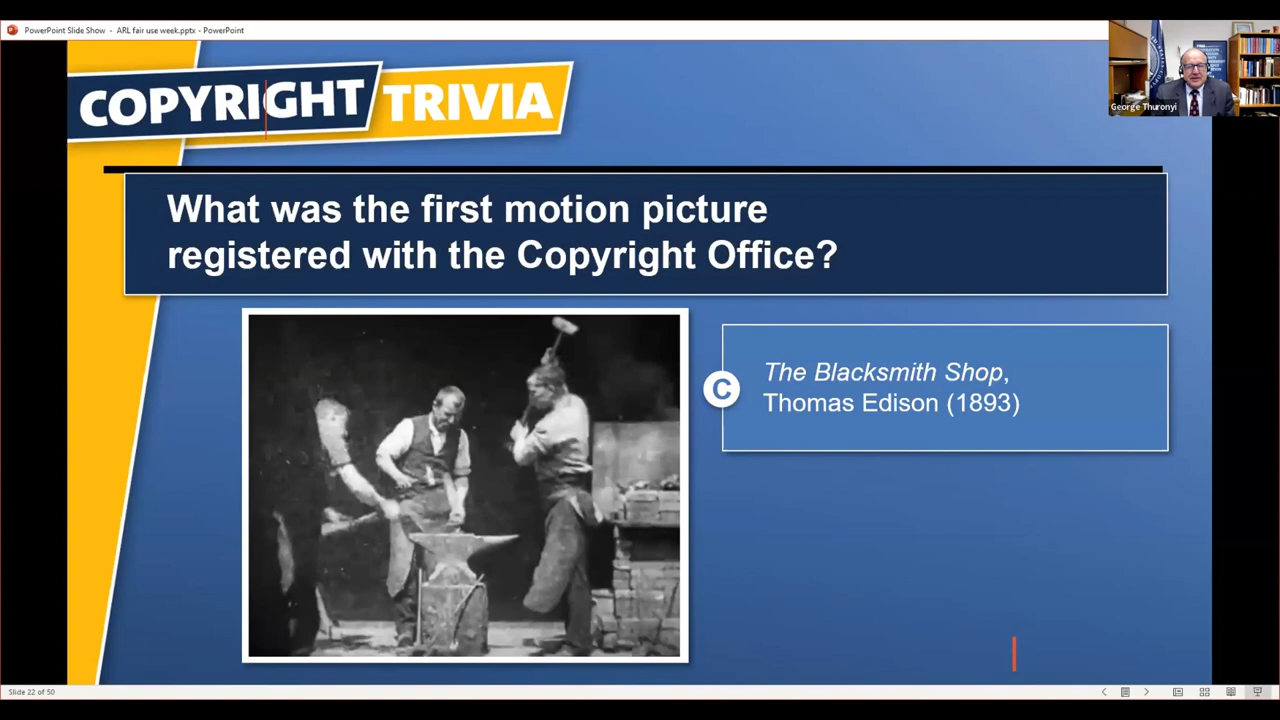 PowerPoint Slide Show - ARL fair use week.pptx - PowerPoint
George Thuronyi
COPYRIGHT TRIVIA
What was the first motion picture
registered with the Copyright Office?
C
The Blacksmith Shop,
Thomas Edison (1893)
Slide 22 of 50